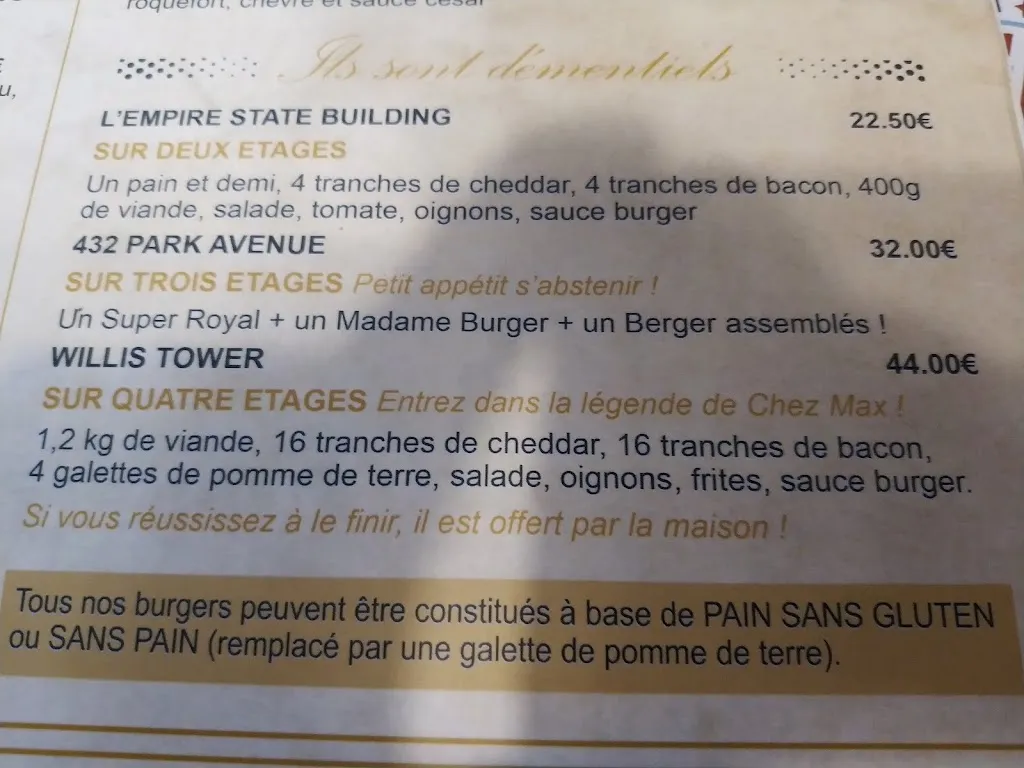 roquefort, chèvre et sauce césar
u,
Ils sont démentiels
L'EMPIRE STATE BUILDING 22.50€
SUR DEUX ETAGES
Un pain et demi, 4 tranches de cheddar, 4 tranches de bacon, 400g
de viande, salade, tomate, oignons, sauce burger
432 PARK AVENUE 32.00€
SUR TROIS ETAGES Petit appétit s'abstenir !
Un Super Royal + un Madame Burger + un Berger assemblés !
WILLIS TOWER 44.00€
SUR QUATRE ETAGES Entrez dans la légende de Chez Max !
1,2 kg de viande, 16 tranches de cheddar, 16 tranches de bacon,
4 galettes de pomme de terre, salade, oignons, frites, sauce burger.
Si vous réussissez à le finir, il est offert par la maison !
Tous nos burgers peuvent être constitués à base de PAIN SANS GLUTEN
ou SANS PAIN (remplacé par une galette de pomme de terre).